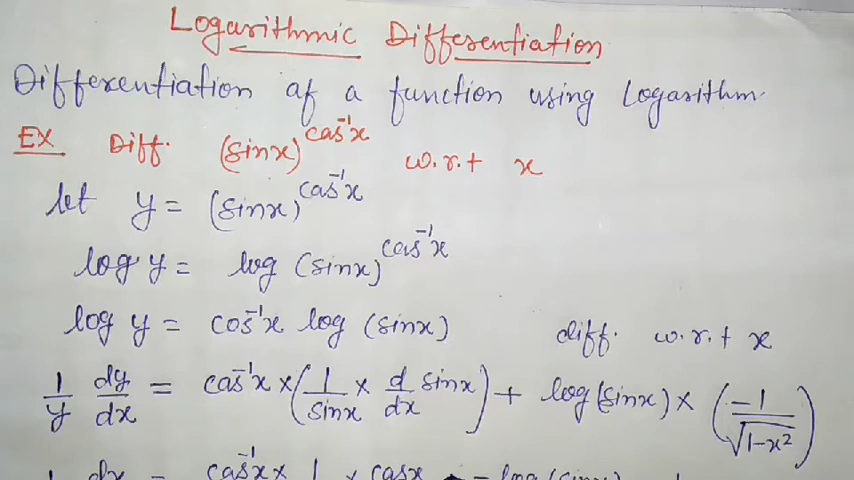 Logarithmic Differentiation
Differentiation of a function using Logarithm.
EX Diff. (sinx)^cos⁻¹x w.r.t x
let y = (sinx)^cos⁻¹x
log y = log (sinx)^cos⁻¹x
log y = cos⁻¹x log (sinx) diff. w.r.t x
1/y dy/dx = cos⁻¹x × (1/sinx × d/dx sinx) + log(sinx) × (-1/√1-x²)